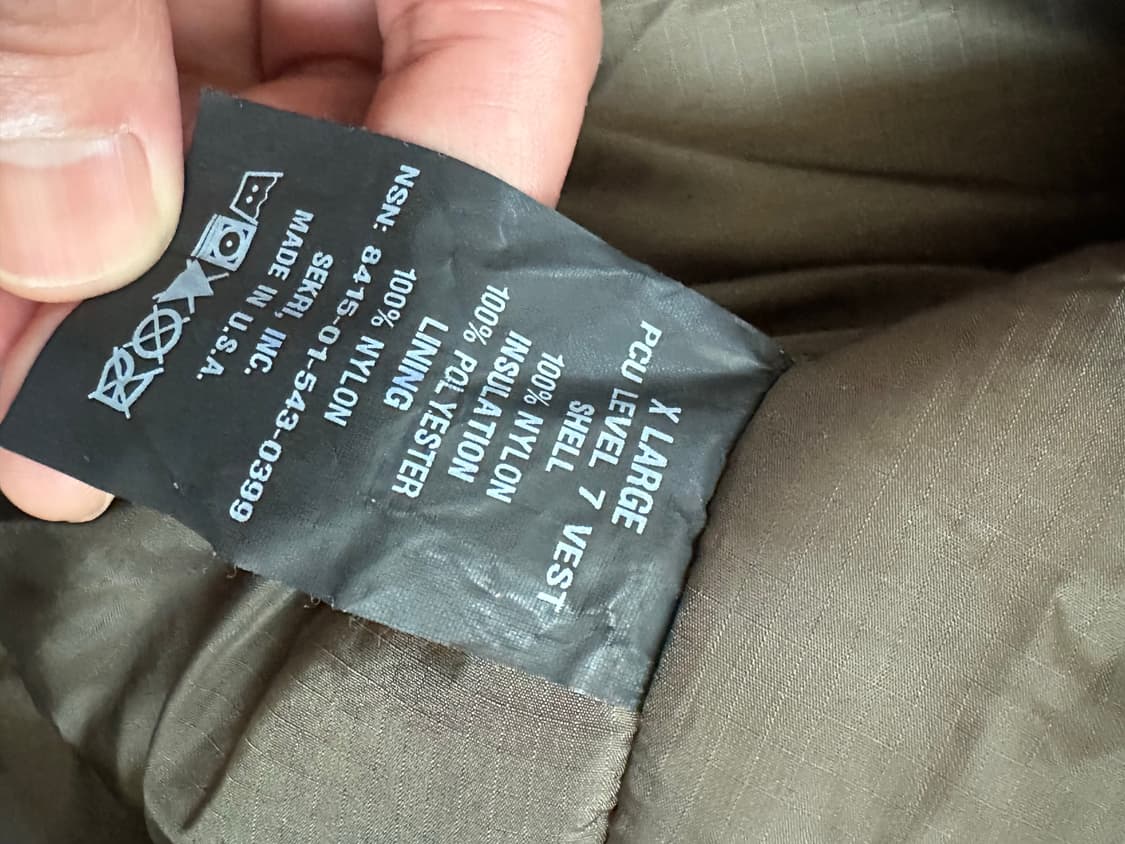 X LARGE
PCU LEVEL 7 VEST
SHELL
100% NYLON
INSULATION
100% POLYESTER
LINING
100% NYLON
NSN: 8415-01-543-0399
SEKRI, INC.
MADE IN U.S.A.